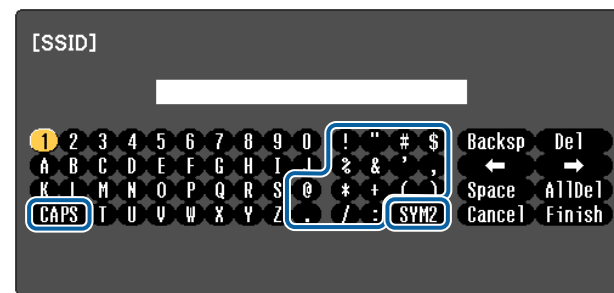 [SSID]
1 2 3 4 5 6 7 8 9 0 ! " # $ Backsp Del
A B C D E F G H I J % & ' , ← →
K L M N O P Q R S @ * + ( ) Space AllDel
CAPS T U V W X Y Z . / : SYM2 Cancel Finish